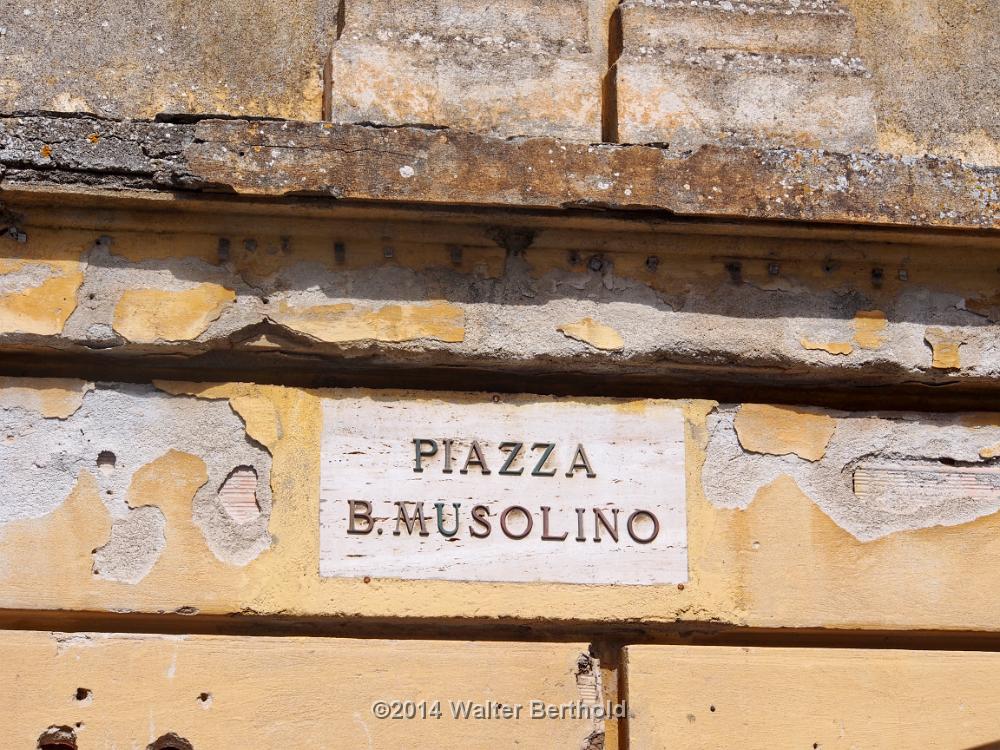 PIAZZA
B. MUSOLINO
©2014 Walter Berthold